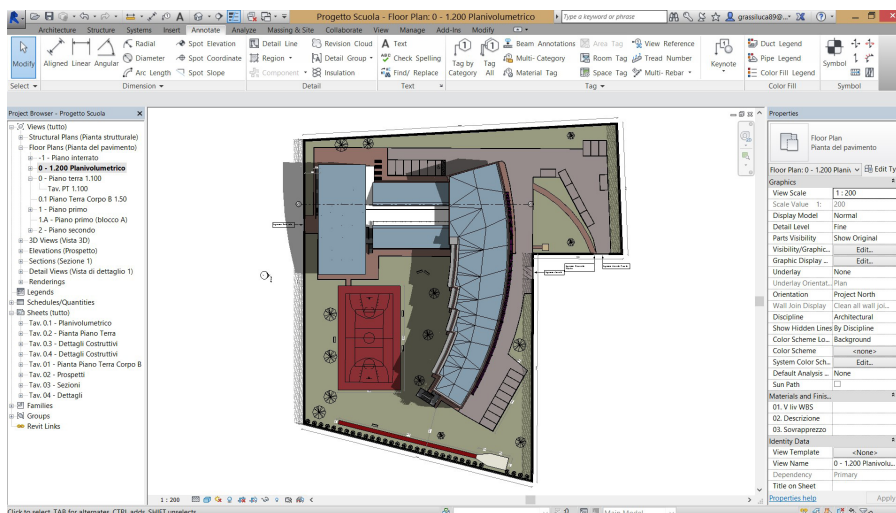 Progetto Scuola - Floor Plan: 0 - 1.200 Planivolumetrico
Type a keyword or phrase
grassiluca89@...
Architecture Structure Systems Insert Annotate Analyze Massing & Site Collaborate View Manage Add-Ins Modify
Modify
Aligned Linear Angular
Radial
Diameter
Arc Length
Spot Elevation
Spot Coordinate
Spot Slope
Detail Line
Region
Component
Revision Cloud
Detail Group
Insulation
Text
Check Spelling
Find/ Replace
Tag by
Category
Tag
All
Beam Annotations
Multi- Category
Material Tag
Area Tag
Room Tag
Space Tag
View Reference
Tread Number
Multi- Rebar
Keynote
Duct Legend
Pipe Legend
Color Fill Legend
Symbol
Select Dimension Detail Text Tag Color Fill Symbol
Project Browser - Progetto Scuola
Views (tutto)
Structural Plans (Pianta strutturale)
Floor Plans (Pianta del pavimento)
-1 - Piano interrato
0 - 1.200 Planivolumetrico
0 - Piano terra 1.100
Tav. PT 1.100
0.1 Piano Terra Corpo B 1.50
1 - Piano primo
1.A - Piano primo (blocco A)
2 - Piano secondo
3D Views (Vista 3D)
Elevations (Prospetto)
Sections (Sezione 1)
Detail Views (Vista di dettaglio 1)
Renderings
Legends
Schedules/Quantities
Sheets (tutto)
Tav. 0.1 - Planivolumetrico
Tav. 0.2 - Pianta Piano Terra
Tav. 0.3 - Dettagli Costruttivi
Tav. 0.4 - Dettagli Costruttivi
Tav. 01 - Pianta Piano Terra Corpo B
Tav. 02 - Prospetti
Tav. 03 - Sezioni
Tav. 04 - Dettagli
Families
Groups
Revit Links
1 : 200
Properties
Floor Plan
Pianta del pavimento
Floor Plan: 0 - 1.200 Planiv Edit Ty
Graphics
View Scale 1 : 200
Scale Value 1: 200
Display Model Normal
Detail Level Fine
Parts Visibility Show Original
Visibility/Graphic... Edit...
Graphic Display ... Edit...
Underlay None
Underlay Orientat... Plan
Orientation Project North
Wall Join Display Clean all wall joi...
Discipline Architectural
Show Hidden Lines By Discipline
Color Scheme Lo... Background
Color Scheme <none>
System Color Sch... Edit...
Default Analysis ... None
Sun Path
Materials and Finis...
01. V liv WBS
02. Descrizione
03. Sovrapprezzo
Identity Data
View Template <None>
View Name 0 - 1.200 Planivolu...
Dependency Primary
Title on Sheet
Properties help Apply
Click to select, TAB for alternates, CTRL adds, SHIFT unselects. Main Model